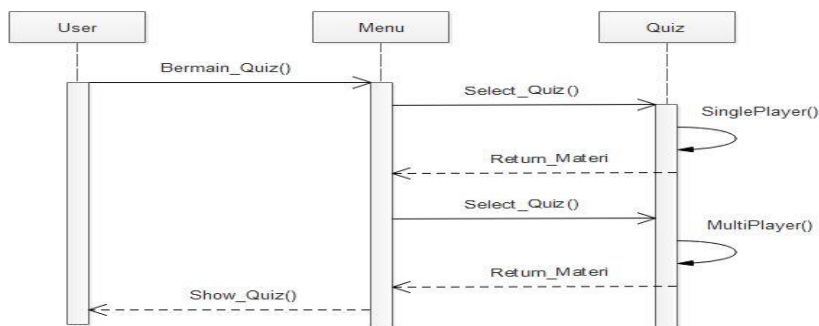 User
Menu
Quiz
Bermain_Quiz()
Select_Quiz()
SinglePlayer()
Return_Materi
Select_Quiz()
MultiPlayer()
Return_Materi
Show_Quiz()